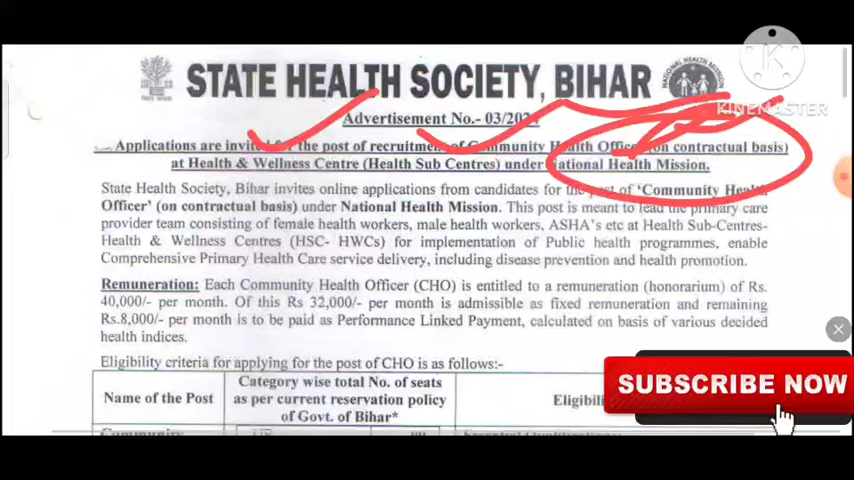 STATE HEALTH SOCIETY, BIHAR
NATIONAL HEALTH MISSION
KINEMASTER
Advertisement No.- 03/202
Applications are invited for the post of recruitment of Community Health Officer (on contractual basis)
at Health & Wellness Centre (Health Sub Centres) under National Health Mission.
State Health Society, Bihar invites online applications from candidates for the post of 'Community Health
Officer' (on contractual basis) under National Health Mission. This post is meant to lead the primary care
provider team consisting of female health workers, male health workers, ASHA's etc at Health Sub-Centres-
Health & Wellness Centres (HSC- HWCs) for implementation of Public health programmes, enable
Comprehensive Primary Health Care service delivery, including disease prevention and health promotion.
Remuneration: Each Community Health Officer (CHO) is entitled to a remuneration (honorarium) of Rs.
40,000/- per month. Of this Rs 32,000/- per month is admissible as fixed remuneration and remaining
Rs.8,000/- per month is to be paid as Performance Linked Payment, calculated on basis of various decided
health indices.
Eligibility criteria for applying for the post of CHO is as follows:-
Name of the Post
Category wise total No. of seats
as per current reservation policy
of Govt. of Bihar*
Eligibil
SUBSCRIBE NOW